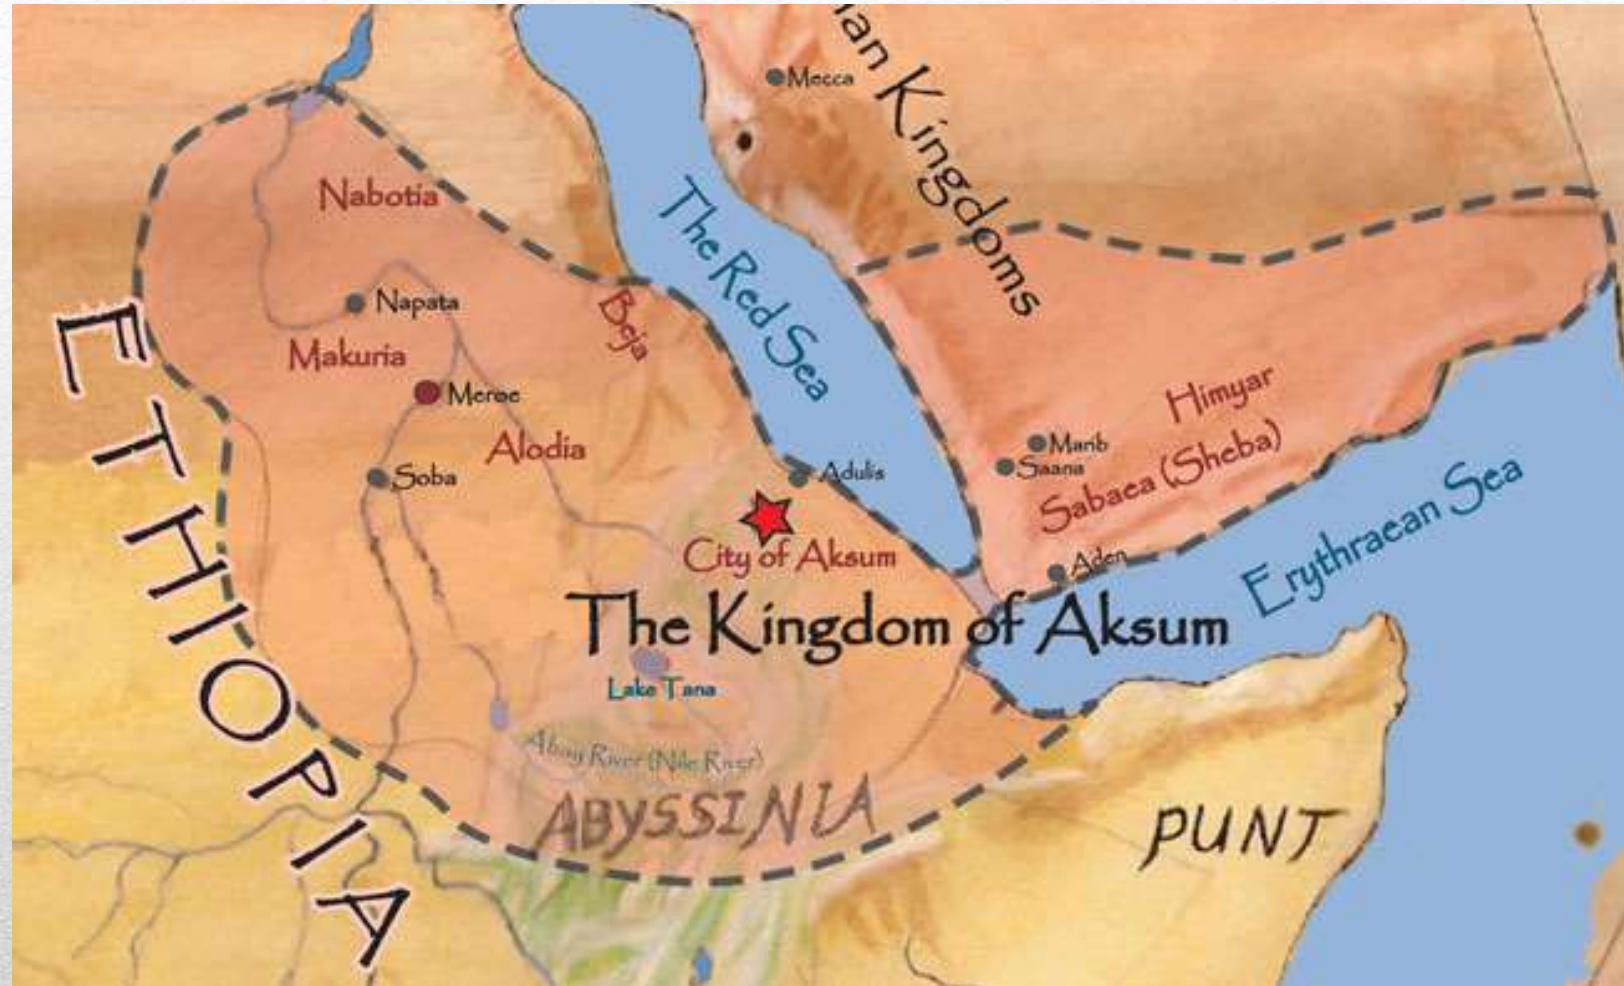 Mecca
Kingdoms
Nabotia
The Red Sea
Napata
Beja
Makuria
Meroe
Himyar
Marib
Saana
Sabaea (Sheba)
Alodia
Soba
Adulis
ETHIOPIA
City of Aksum
Aden
Erythraean Sea
The Kingdom of Aksum
Lake Tana
Abay River (Nile River)
ABYSSINIA
PUNT